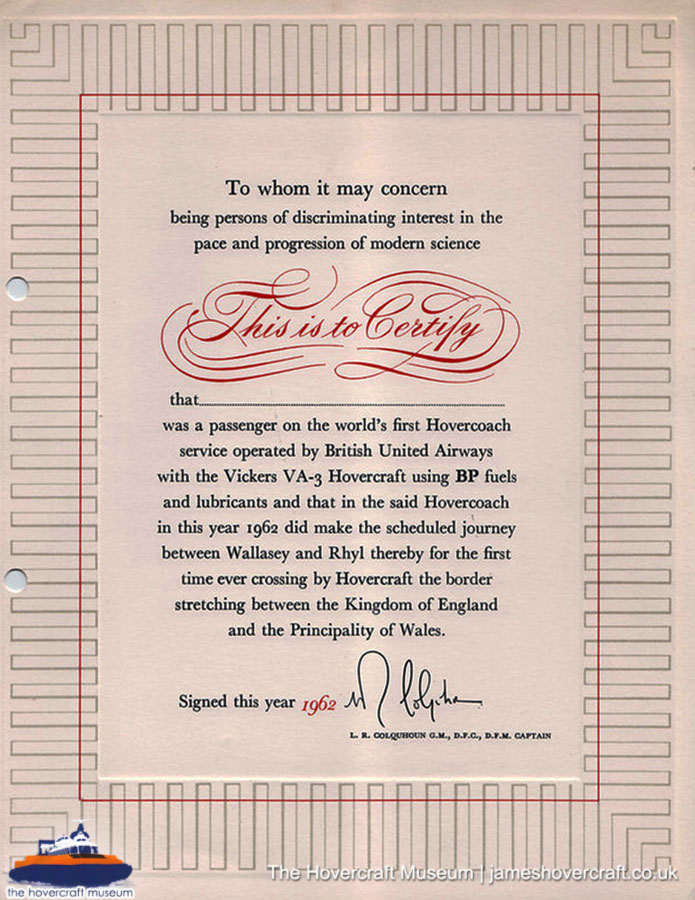 To whom it may concern
being persons of discriminating interest in the
pace and progression of modern science
This is to Certify
that
was a passenger on the world's first Hovercoach
service operated by British United Airways
with the Vickers VA-3 Hovercraft using BP fuels
and lubricants and that in the said Hovercoach
in this year 1962 did make the scheduled journey
between Wallasey and Rhyl thereby for the first
time ever crossing by Hovercraft the border
stretching between the Kingdom of England
and the Principality of Wales.
Signed this year 1962
L. R. COLQUHOUN G.M., D.F.C., D.F.M. CAPTAIN
the hovercraft museum
The Hovercraft Museum | jameshovercraft.co.uk